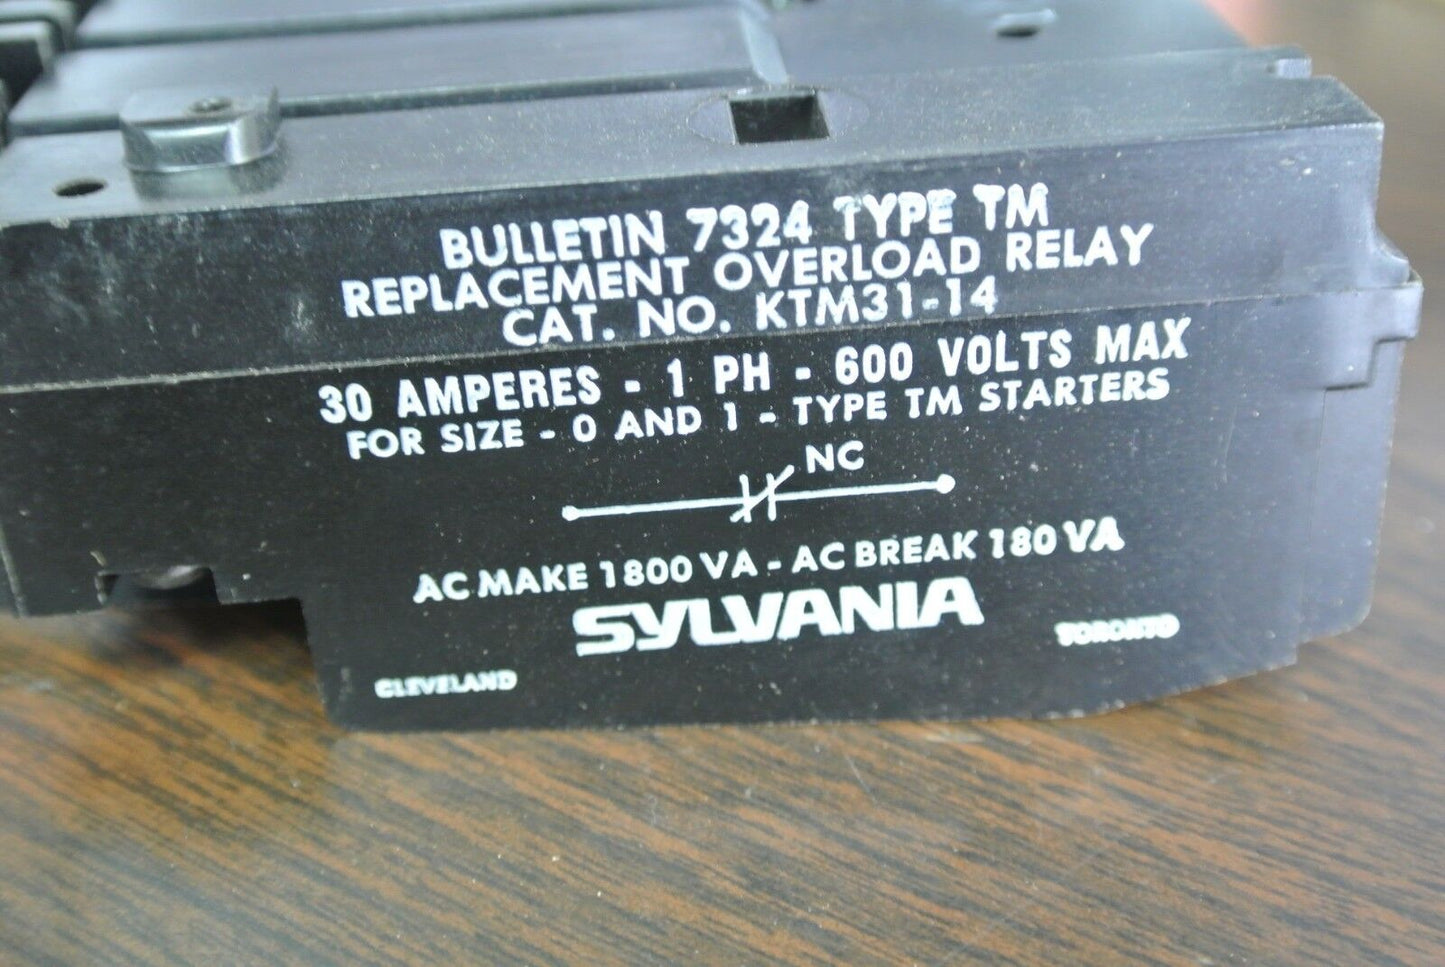 BULLETIN 7324 TYPE TM
REPLACEMENT OVERLOAD RELAY
CAT. NO. KTM31-14
30 AMPERES - 1 PH - 600 VOLTS MAX
FOR SIZE - 0 AND 1 - TYPE TM STARTERS
NC
AC MAKE 1800 VA - AC BREAK 180 VA
SYLVANIA
CLEVELAND TORONTO